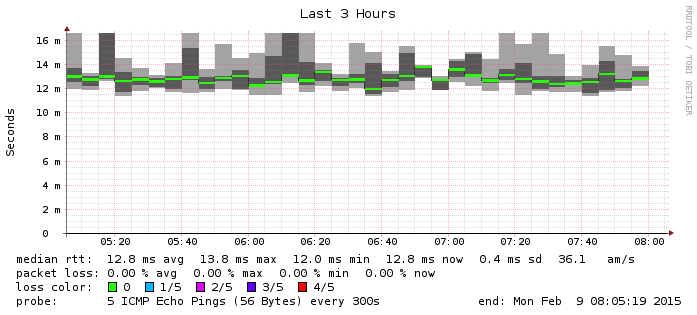 Last 3 Hours
RRDTOOL / TOBI OETIKER
Seconds
16 m
14 m
12 m
10 m
8 m
6 m
4 m
2 m
0
05:20 05:40 06:00 06:20 06:40 07:00 07:20 07:40 08:00
median rtt: 12.8 ms avg 13.8 ms max 12.0 ms min 12.8 ms now 0.4 ms sd 36.1 am/s
packet loss: 0.00 % avg 0.00 % max 0.00 % min 0.00 % now
loss color: 0 1/5 2/5 3/5 4/5
probe: 5 ICMP Echo Pings (56 Bytes) every 300s end: Mon Feb 9 08:05:19 2015